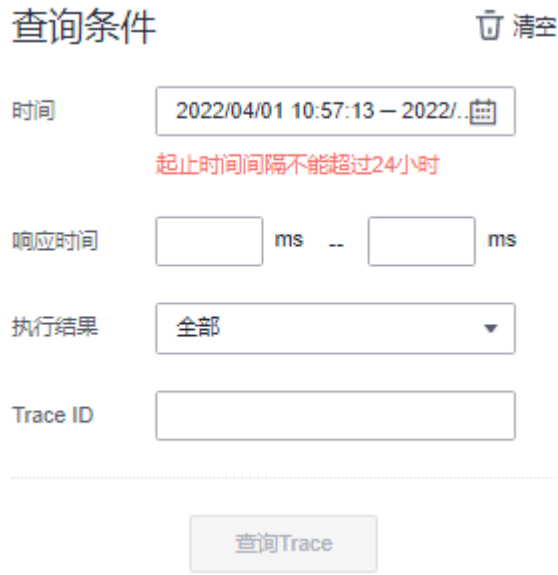 查询条件 清空
时间 2022/04/01 10:57:13 — 2022/..
起止时间间隔不能超过24小时
响应时间 ms -- ms
执行结果 全部
Trace ID
查询Trace